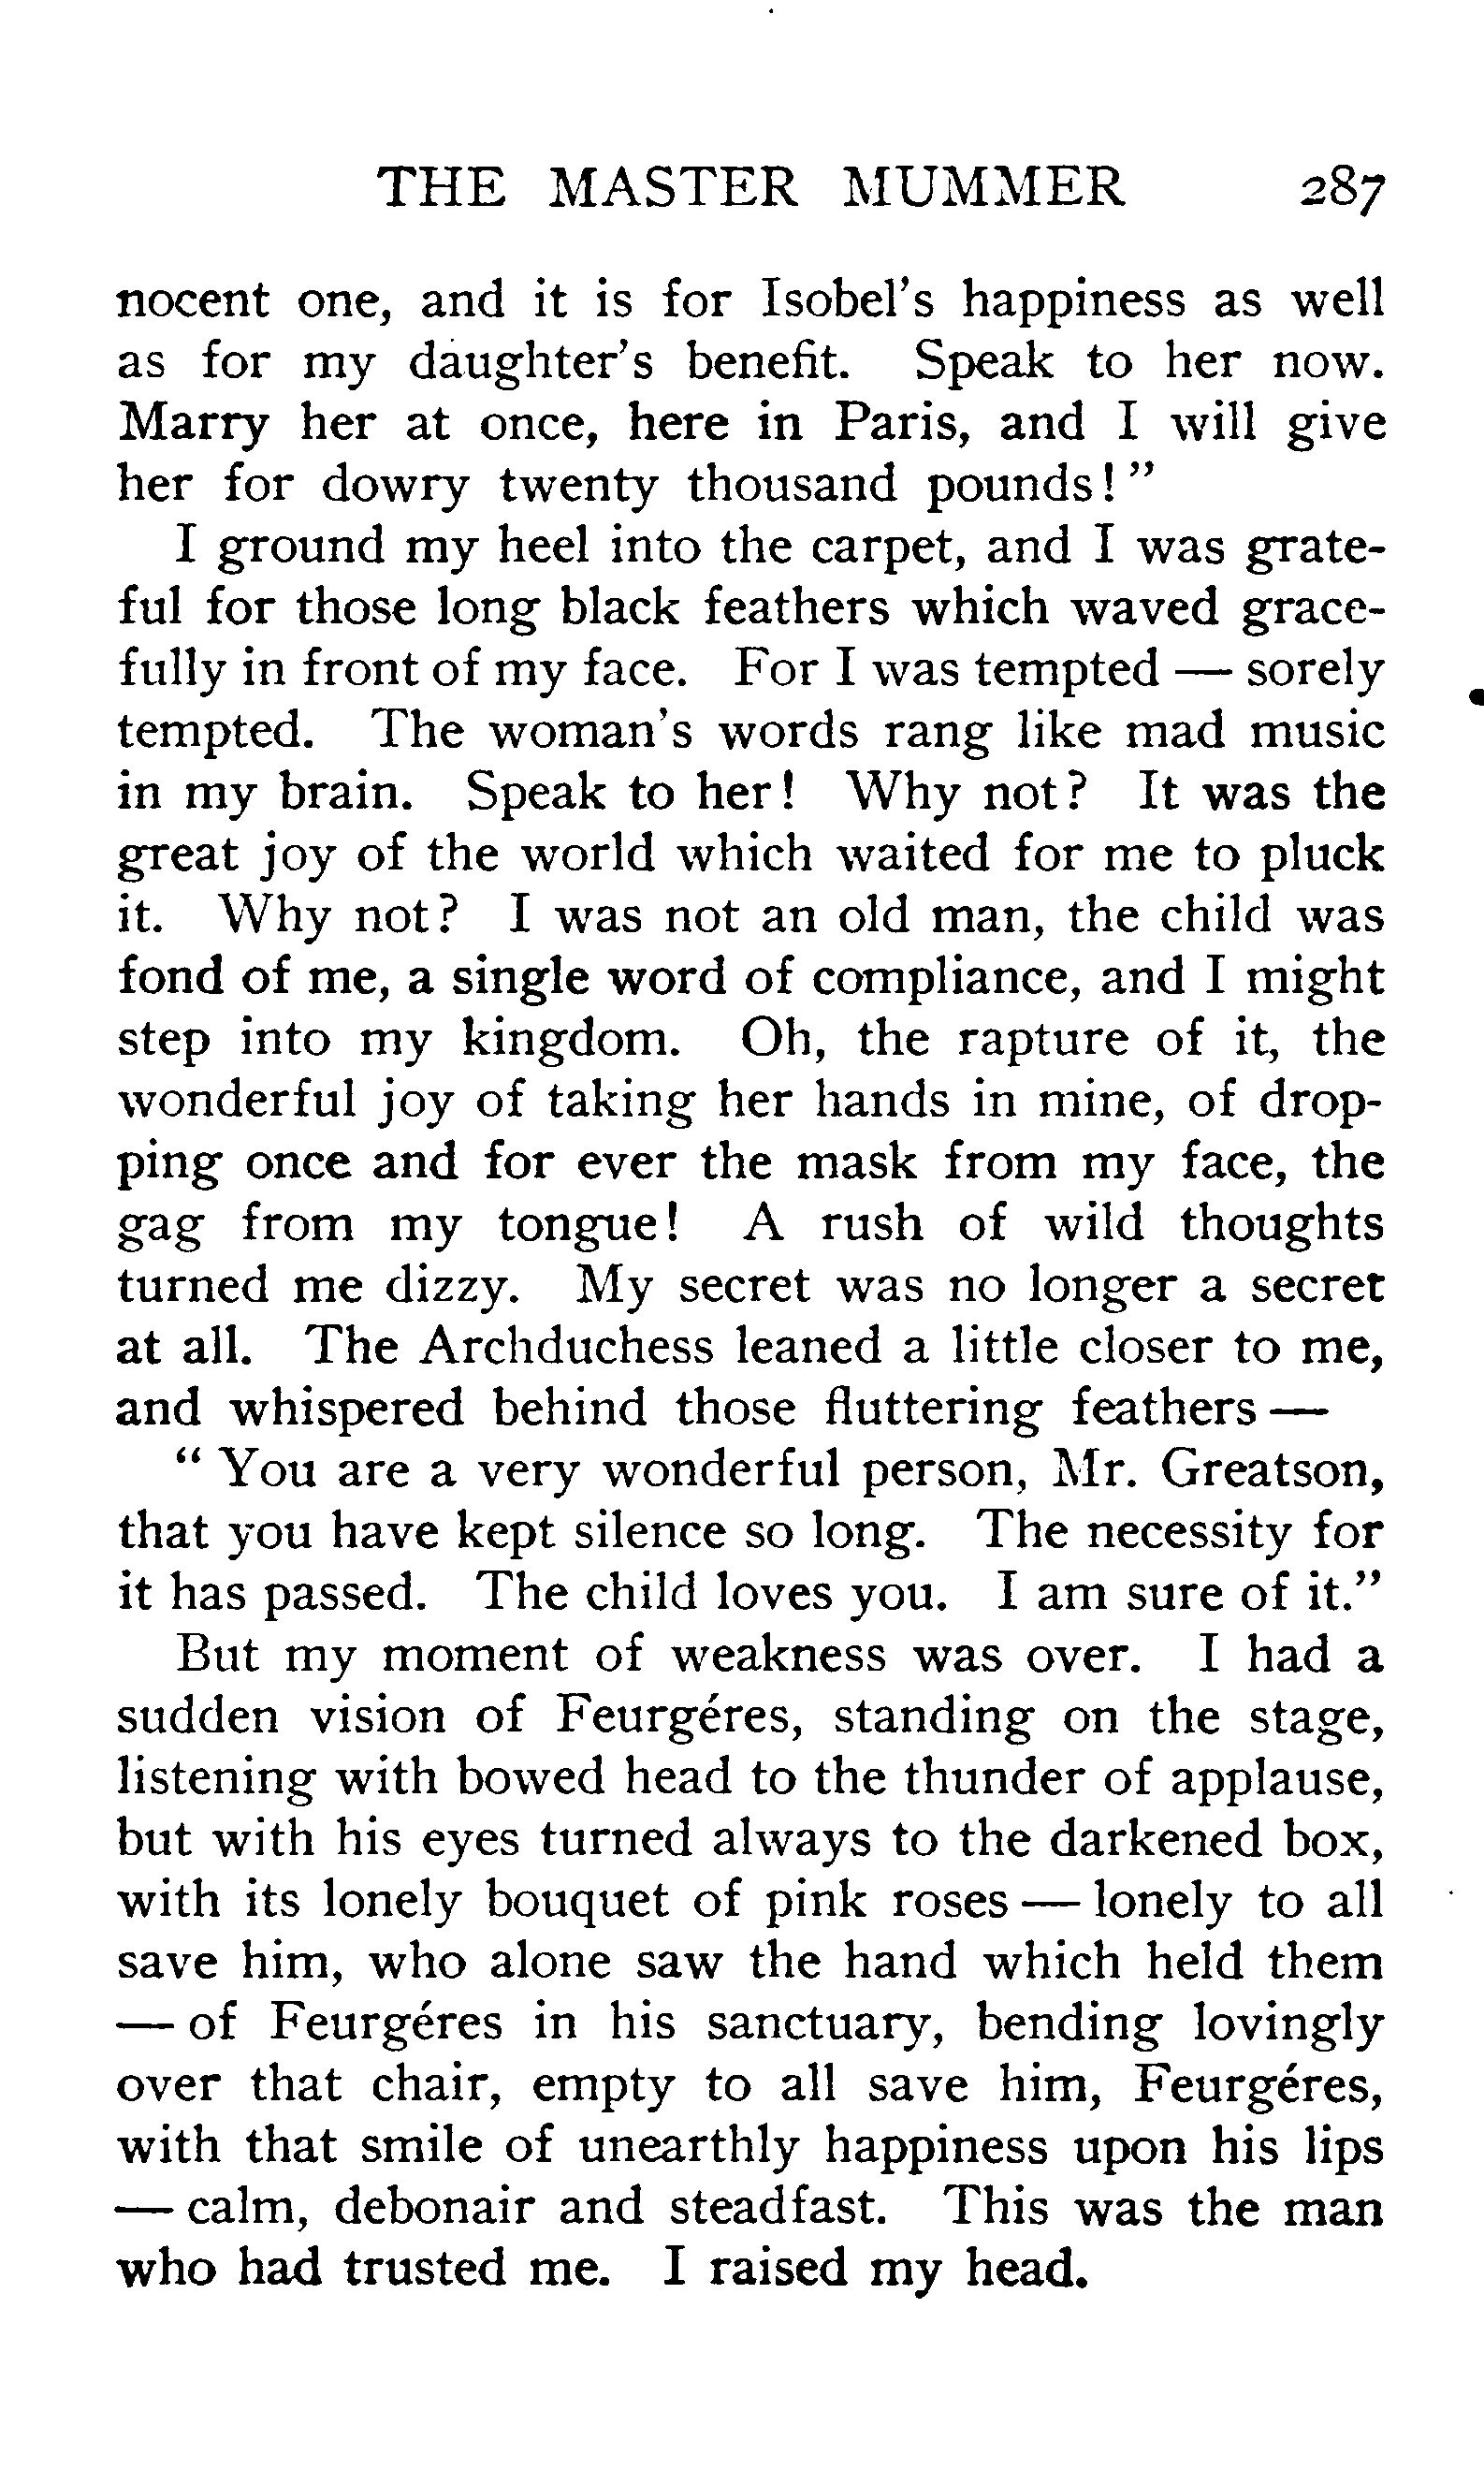 THE MASTER MUMMER 287
nocent one, and it is for Isobel's happiness as well
as for my daughter's benefit. Speak to her now.
Marry her at once, here in Paris, and I will give
her for dowry twenty thousand pounds!"
I ground my heel into the carpet, and I was grate-
ful for those long black feathers which waved grace-
fully in front of my face. For I was tempted — sorely
tempted. The woman's words rang like mad music
in my brain. Speak to her! Why not? It was the
great joy of the world which waited for me to pluck
it. Why not? I was not an old man, the child was
fond of me, a single word of compliance, and I might
step into my kingdom. Oh, the rapture of it, the
wonderful joy of taking her hands in mine, of drop-
ping once and for ever the mask from my face, the
gag from my tongue! A rush of wild thoughts
turned me dizzy. My secret was no longer a secret
at all. The Archduchess leaned a little closer to me,
and whispered behind those fluttering feathers —
"You are a very wonderful person, Mr. Greatson,
that you have kept silence so long. The necessity for
it has passed. The child loves you. I am sure of it."
But my moment of weakness was over. I had a
sudden vision of Feurgéres, standing on the stage,
listening with bowed head to the thunder of applause,
but with his eyes turned always to the darkened box,
with its lonely bouquet of pink roses — lonely to all
save him, who alone saw the hand which held them
— of Feurgéres in his sanctuary, bending lovingly
over that chair, empty to all save him, Feurgéres,
with that smile of unearthly happiness upon his lips
— calm, debonair and steadfast. This was the man
who had trusted me. I raised my head.